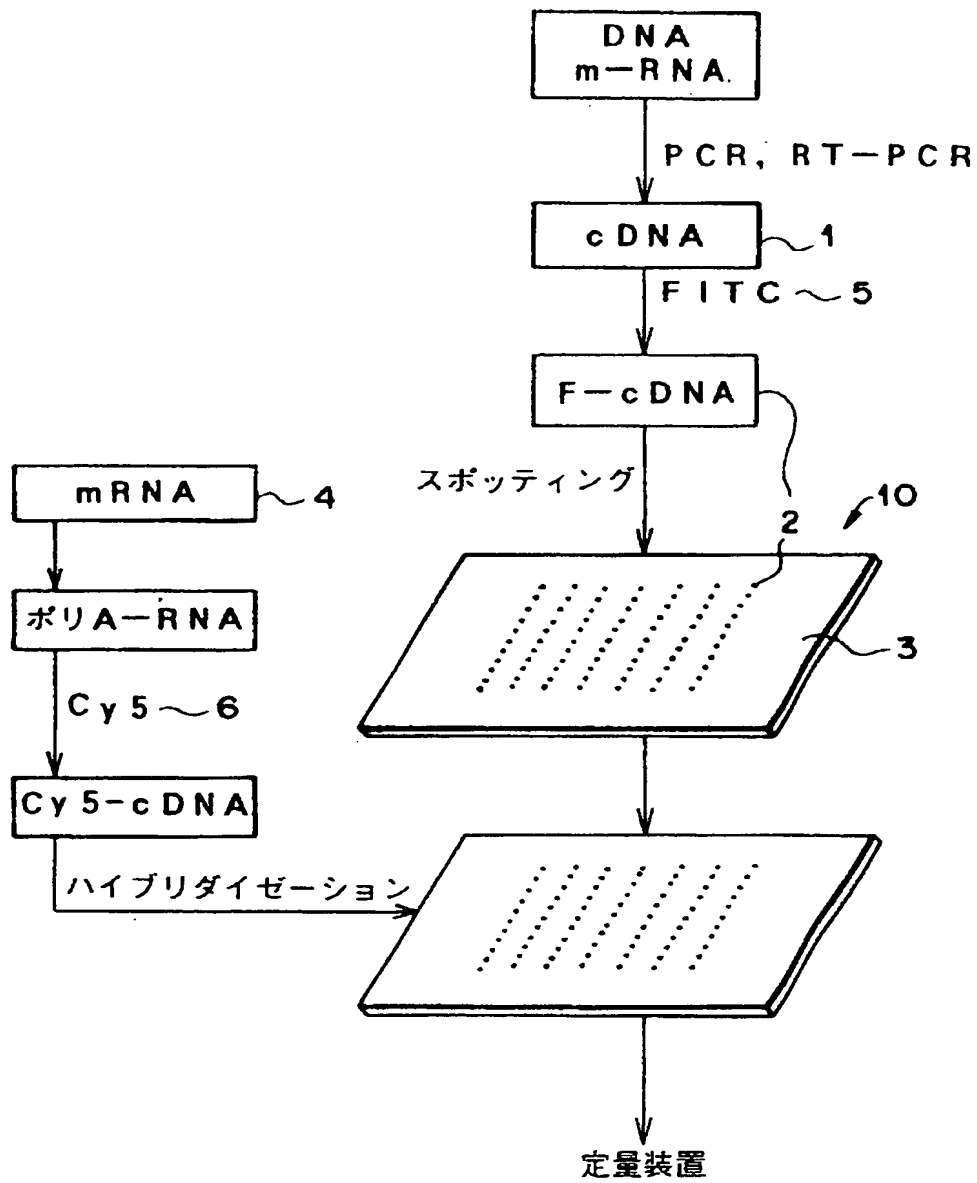 DNA
m-RNA
PCR, RT-PCR
cDNA
1
FITC
5
F-cDNA
スポッティング
2
10
3
mRNA
4
ポリA-RNA
Cy5
6
Cy5-cDNA
ハイブリダイゼーション
定量装置